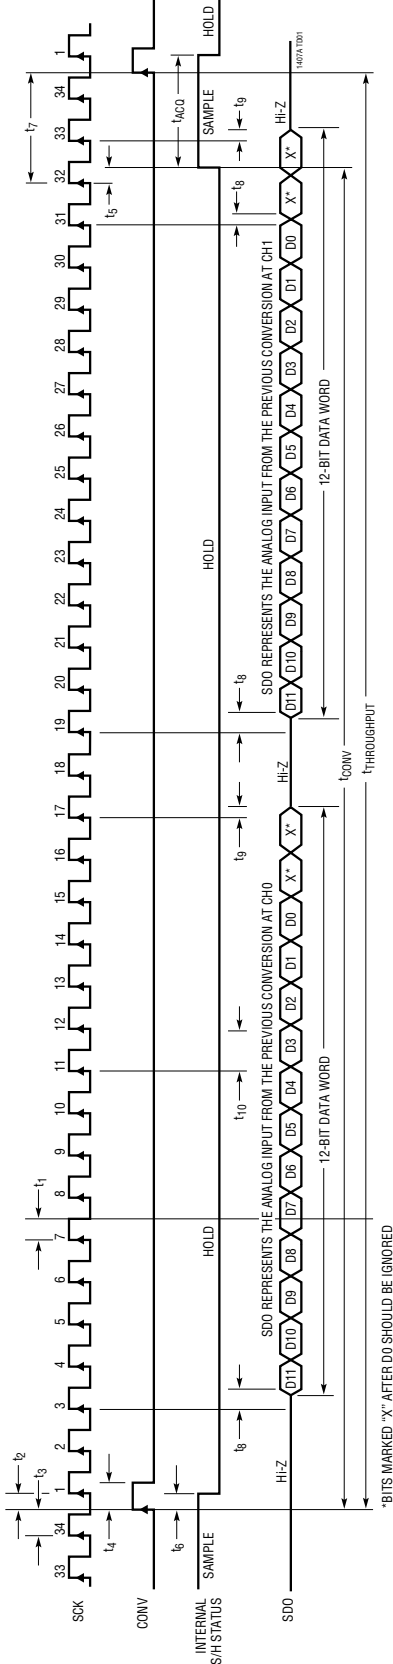 t2
t3
t1
t7
33 34 1 2 3 4 5 6 7 8 9 10 11 12 13 14 15 16 17 18 19 20 21 22 23 24 25 26 27 28 29 30 31 32 33 34 1
SCK
t4
t5
tACQ
CONV
t6
INTERNAL
S/H STATUS
SAMPLE HOLD HOLD SAMPLE HOLD
t8 t10 t9 t8 t8 t9
SDO REPRESENTS THE ANALOG INPUT FROM THE PREVIOUS CONVERSION AT CH0
SDO REPRESENTS THE ANALOG INPUT FROM THE PREVIOUS CONVERSION AT CH1
SDO
Hi-Z D11 D10 D9 D8 D7 D6 D5 D4 D3 D2 D1 D0 X* X* Hi-Z D11 D10 D9 D8 D7 D6 D5 D4 D3 D2 D1 D0 X* X* Hi-Z
1407A TD01
12-BIT DATA WORD 12-BIT DATA WORD
tCONV
tTHROUGHPUT
*BITS MARKED “X” AFTER D0 SHOULD BE IGNORED